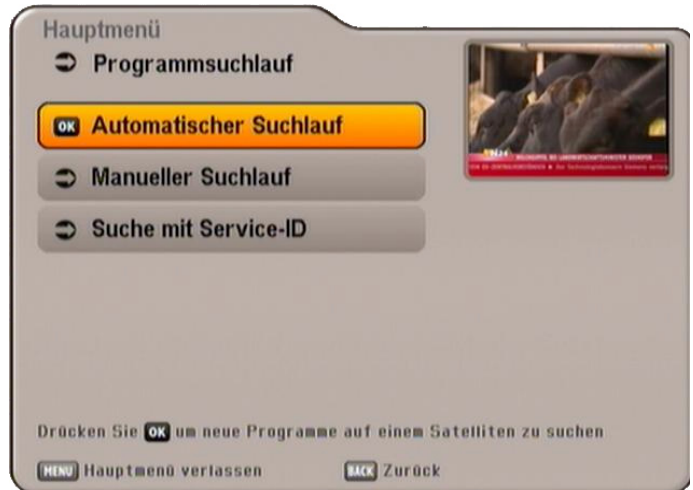 Hauptmenü
Programmsuchlauf
OK Automatischer Suchlauf
Manueller Suchlauf
Suche mit Service-ID
Drücken Sie OK um neue Programme auf einem Satelliten zu suchen
MENU Hauptmenü verlassen BACK Zurück